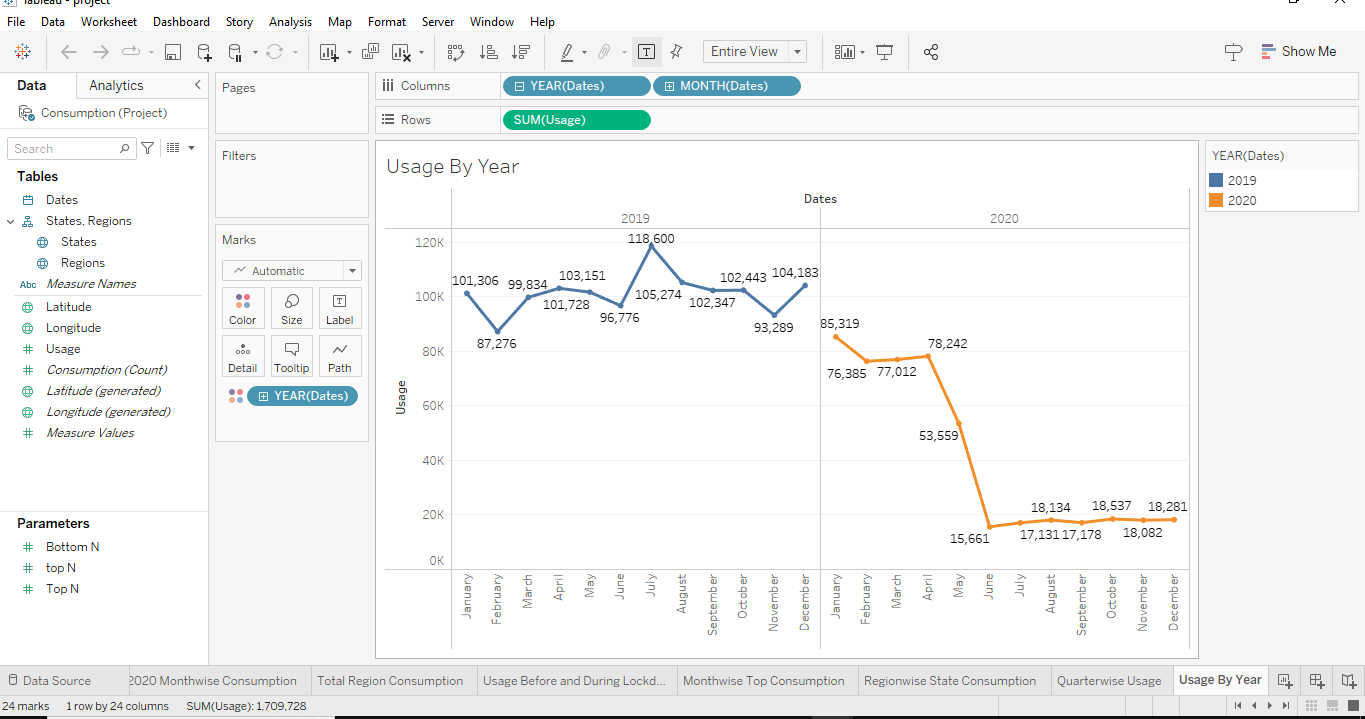 Tableau - project
File Data Worksheet Dashboard Story Analysis Map Format Server Window Help
Entire View
Show Me
Data Analytics
Consumption (Project)
Search
Tables
Dates
States, Regions
States
Regions
Abc Measure Names
Latitude
Longitude
Usage
Consumption (Count)
Latitude (generated)
Longitude (generated)
Measure Values
Parameters
Bottom N
top N
Top N
Pages
Filters
Marks
Automatic
Color Size Label
Detail Tooltip Path
YEAR(Dates)
Columns YEAR(Dates) MONTH(Dates)
Rows SUM(Usage)
Usage By Year
Dates
2019 2020
Usage
120K
100K
80K
60K
40K
20K
0K
101,306
87,276
99,834
103,151
101,728
96,776
118,600
105,274
102,347
102,443
93,289
104,183
85,319
76,385
77,012
78,242
53,559
15,661
17,131
18,134
17,178
18,537
18,082
18,281
January February March April May June July August September October November December
January February March April May June July August September October November December
YEAR(Dates)
2019
2020
Data Source 2020 Monthwise Consumption Total Region Consumption Usage Before and During Lockd... Monthwise Top Consumption Regionwise State Consumption Quarterwise Usage Usage By Year
24 marks 1 row by 24 columns SUM(Usage): 1,709,728